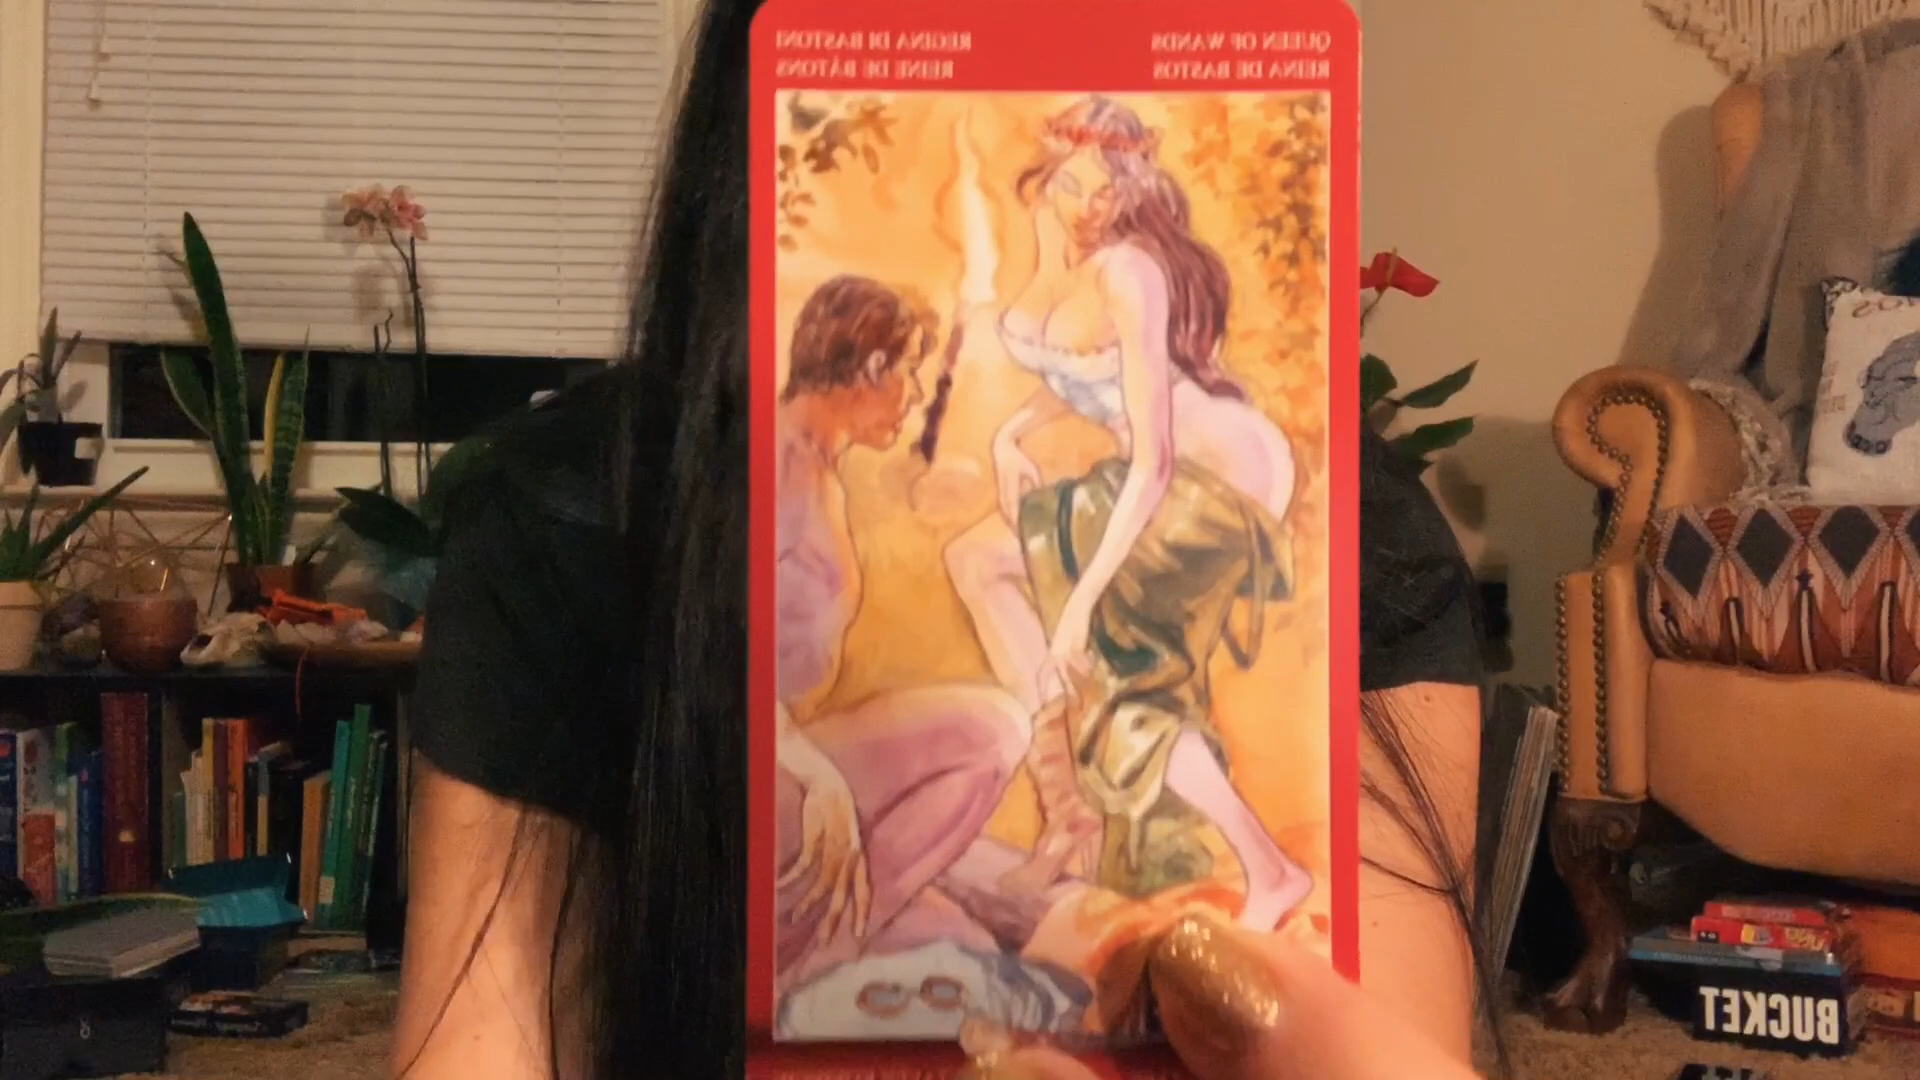 QUEEN OF WANDS
REINA DE BASTOS
REGINA DI BASTONI
REINE DE BÂTONS
BUCKET